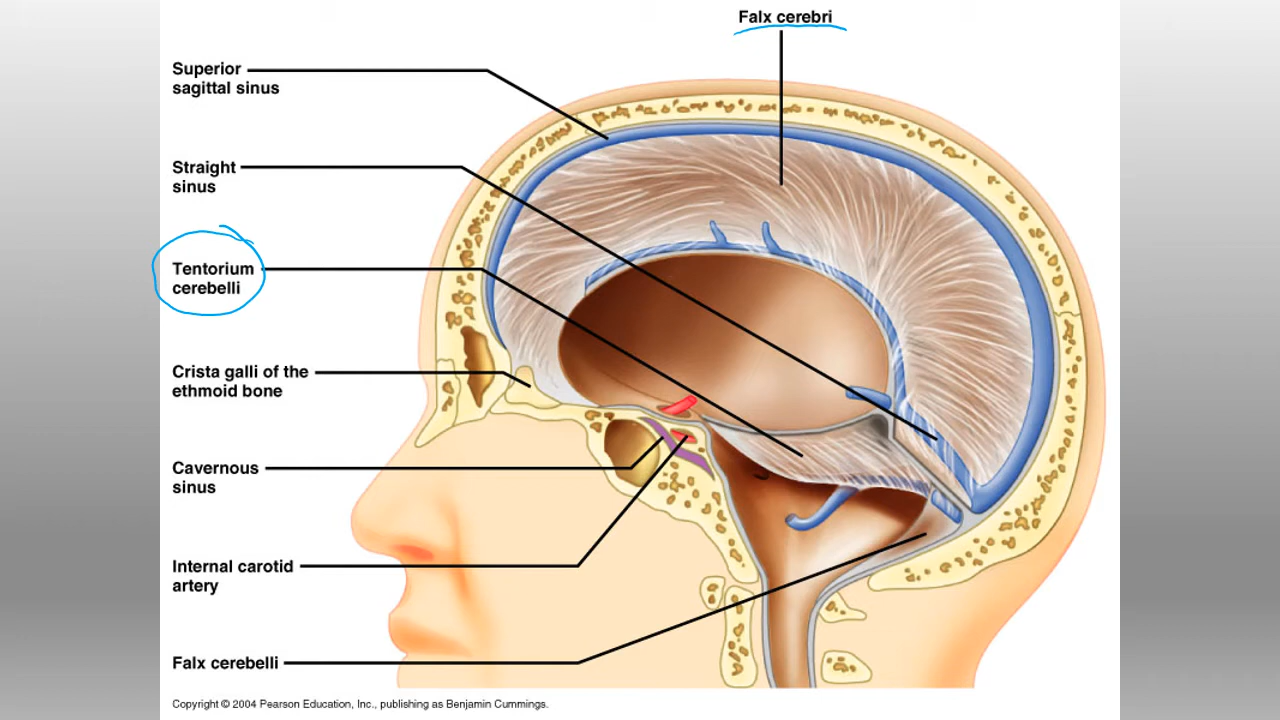 Falx cerebri
Superior
sagittal sinus
Straight
sinus
Tentorium
cerebelli
Crista galli of the
ethmoid bone
Cavernous
sinus
Internal carotid
artery
Falx cerebelli
Copyright © 2004 Pearson Education, Inc., publishing as Benjamin Cummings.